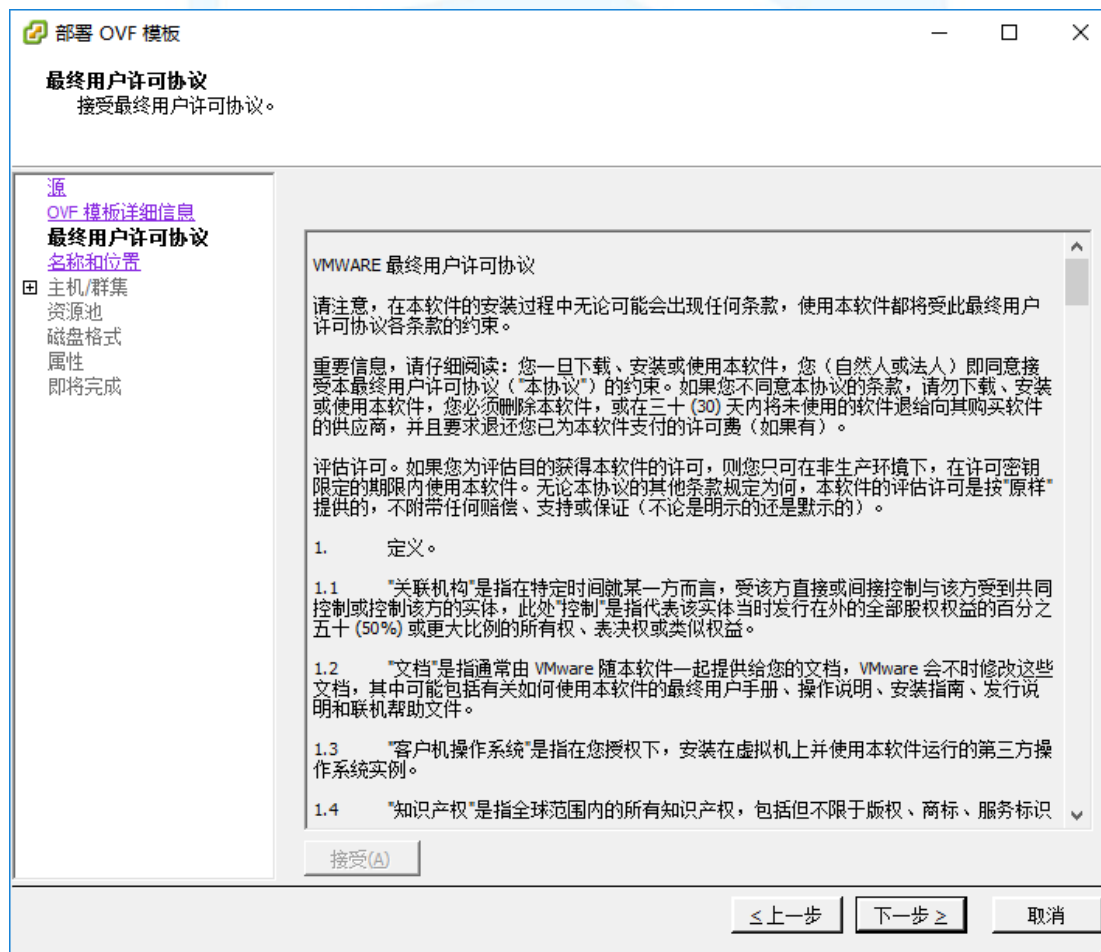 部署 OVF 模板
最终用户许可协议
接受最终用户许可协议。
源
OVF 模板详细信息
最终用户许可协议
名称和位置
主机/群集
资源池
磁盘格式
属性
即将完成
VMWARE 最终用户许可协议
请注意，在本软件的安装过程中无论可能会出现任何条款，使用本软件都将受此最终用户
许可协议各条款的约束。
重要信息，请仔细阅读：您一旦下载、安装或使用本软件，您（自然人或法人）即同意接
受本最终用户许可协议（"本协议"）的约束。如果您不同意本协议的条款，请勿下载、安装
或使用本软件，您必须删除本软件，或在三十 (30) 天内将未使用的软件退给向其购买软件
的供应商，并且要求退还您已为本软件支付的许可费（如果有）。
评估许可。如果您为评估目的获得本软件的许可，则您只可在非生产环境下，在许可密钥
限定的期限内使用本软件。无论本协议的其他条款规定为何，本软件的评估许可是按"原样"
提供的，不附带任何赔偿、支持或保证（不论是明示的还是默示的）。
1. 定义。
1.1 "关联机构"是指在特定时间就某一方而言，受该方直接或间接控制与该方受到共同
控制或控制该方的实体，此处"控制"是指代表该实体当时发行在外的全部股权权益的百分之
五十 (50%) 或更大比例的所有权、表决权或类似权益。
1.2 "文档"是指通常由 VMware 随本软件一起提供给您的文档，VMware 会不时修改这些
文档，其中可能包括有关如何使用本软件的最终用户手册、操作说明、安装指南、发行说
明和联机帮助文件。
1.3 "客户机操作系统"是指在您授权下，安装在虚拟机上并使用本软件运行的第三方操
作系统实例。
1.4 "知识产权"是指全球范围内的所有知识产权，包括但不限于版权、商标、服务标识
接受(A)
≤上一步 下一步≥ 取消